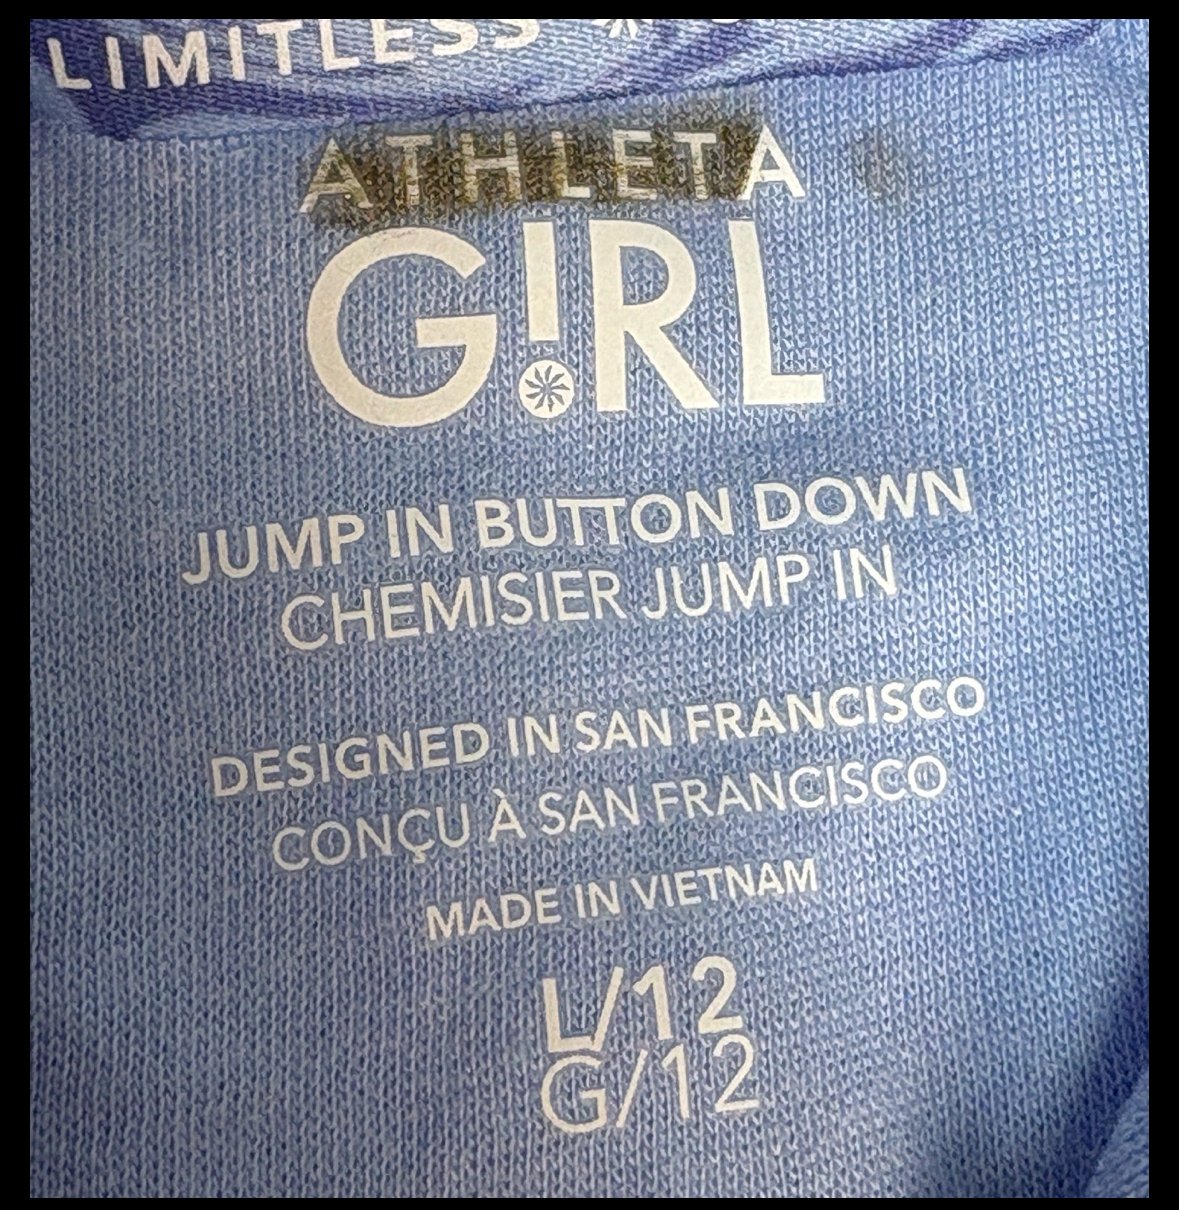 LIMITLESS
ATHLETA
G!RL
JUMP IN BUTTON DOWN
CHEMISIER JUMP IN
DESIGNED IN SAN FRANCISCO
CONÇU À SAN FRANCISCO
MADE IN VIETNAM
L/12
G/12